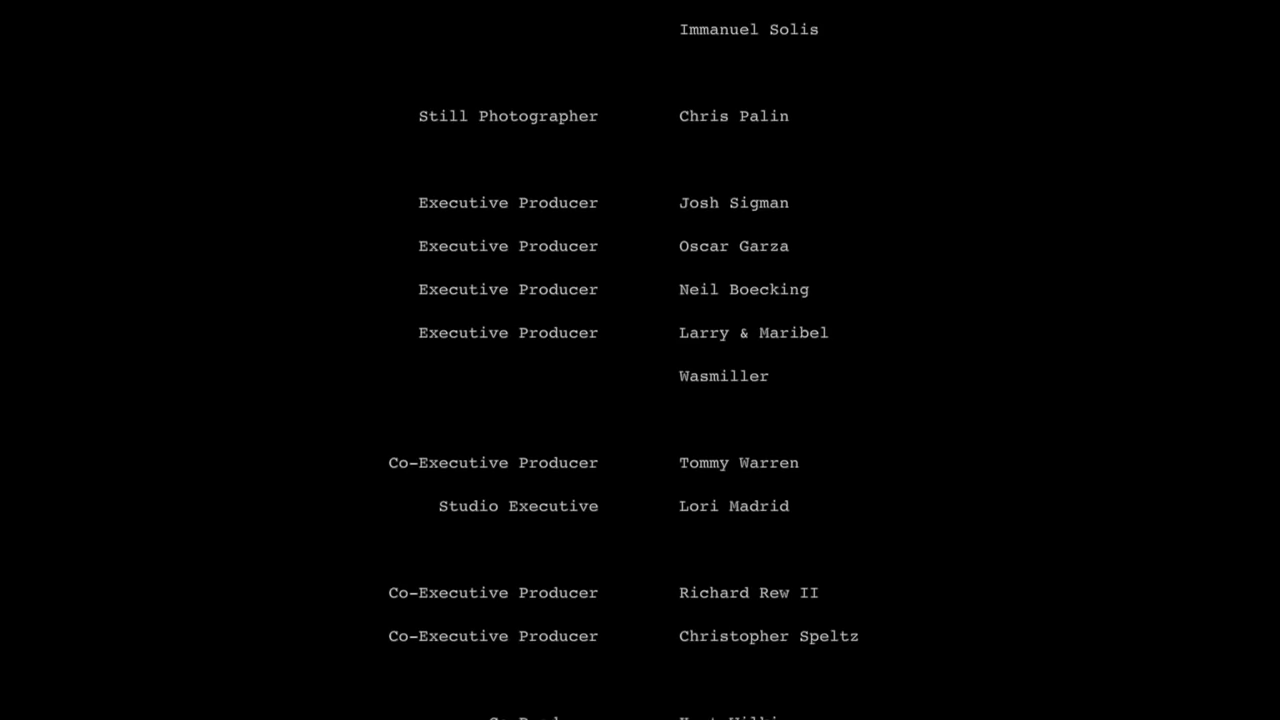 Immanuel Solis
Still Photographer Chris Palin
Executive Producer Josh Sigman
Executive Producer Oscar Garza
Executive Producer Neil Boecking
Executive Producer Larry & Maribel
Wasmiller
Co-Executive Producer Tommy Warren
Studio Executive Lori Madrid
Co-Executive Producer Richard Rew II
Co-Executive Producer Christopher Speltz